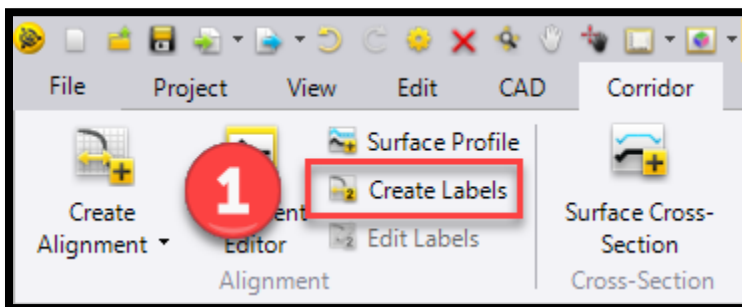 File Project View Edit CAD Corridor
Surface Profile
1 Create Labels
Create Alignment
Editor
Edit Labels
Surface Cross-Section
Alignment Cross-Section